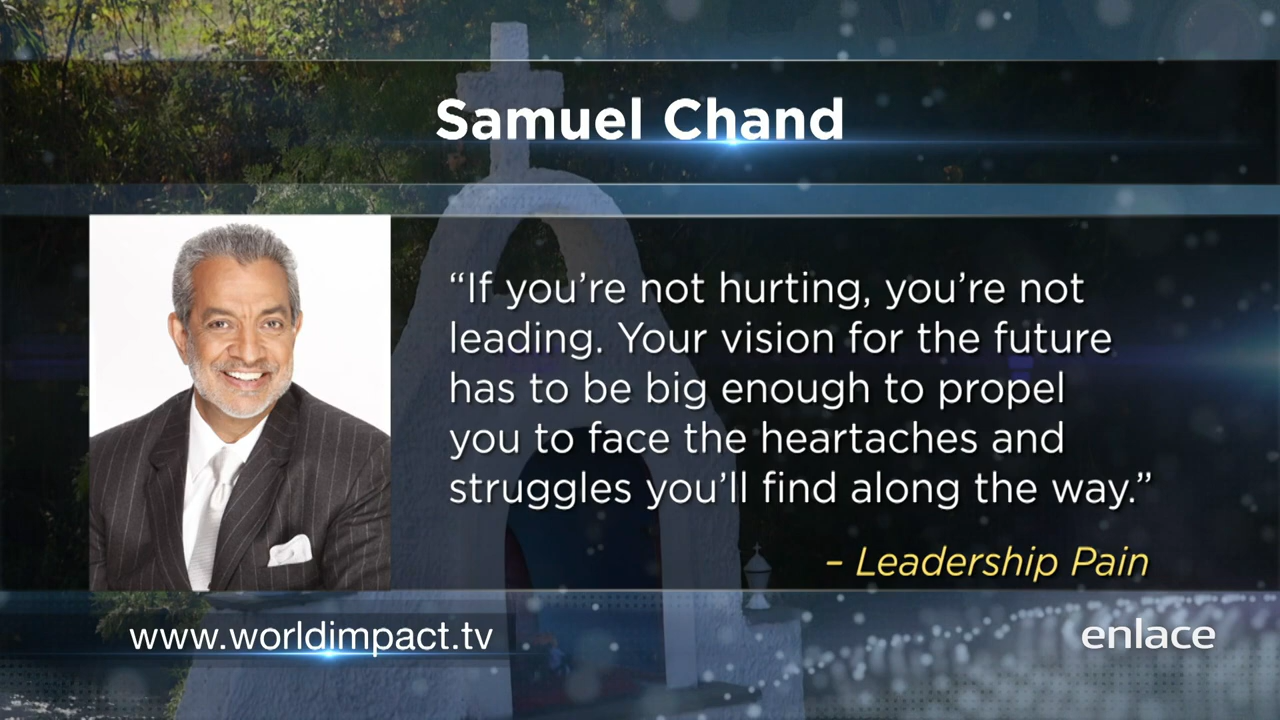 Samuel Chand
“If you’re not hurting, you’re not
leading. Your vision for the future
has to be big enough to propel
you to face the heartaches and
struggles you’ll find along the way.”
– Leadership Pain
www.worldimpact.tv
enlace